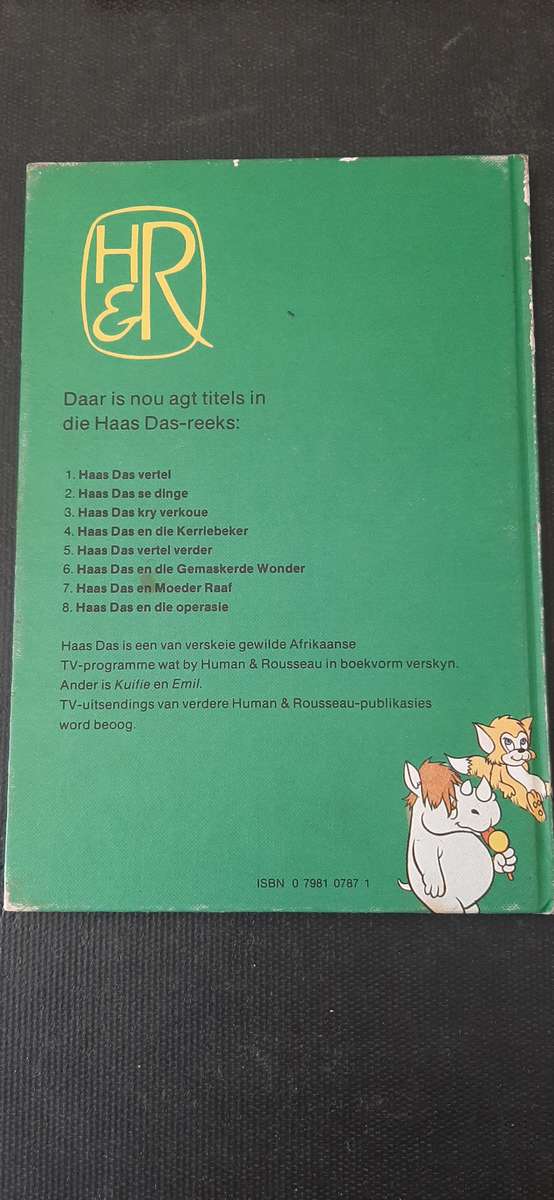 H&R
Daar is nou agt titels in
die Haas Das-reeks:
1. Haas Das vertel
2. Haas Das se dinge
3. Haas Das kry verkoue
4. Haas Das en die Kerriebeker
5. Haas Das vertel verder
6. Haas Das en die Gemaskerde Wonder
7. Haas Das en Moeder Raaf
8. Haas Das en die operasie
Haas Das is een van verskeie gewilde Afrikaanse
TV-programme wat by Human & Rousseau in boekvorm verskyn.
Ander is Kuifie en Emil.
TV-uitsendings van verdere Human & Rousseau-publikasies
word beoog.
ISBN 0 7981 0787 1